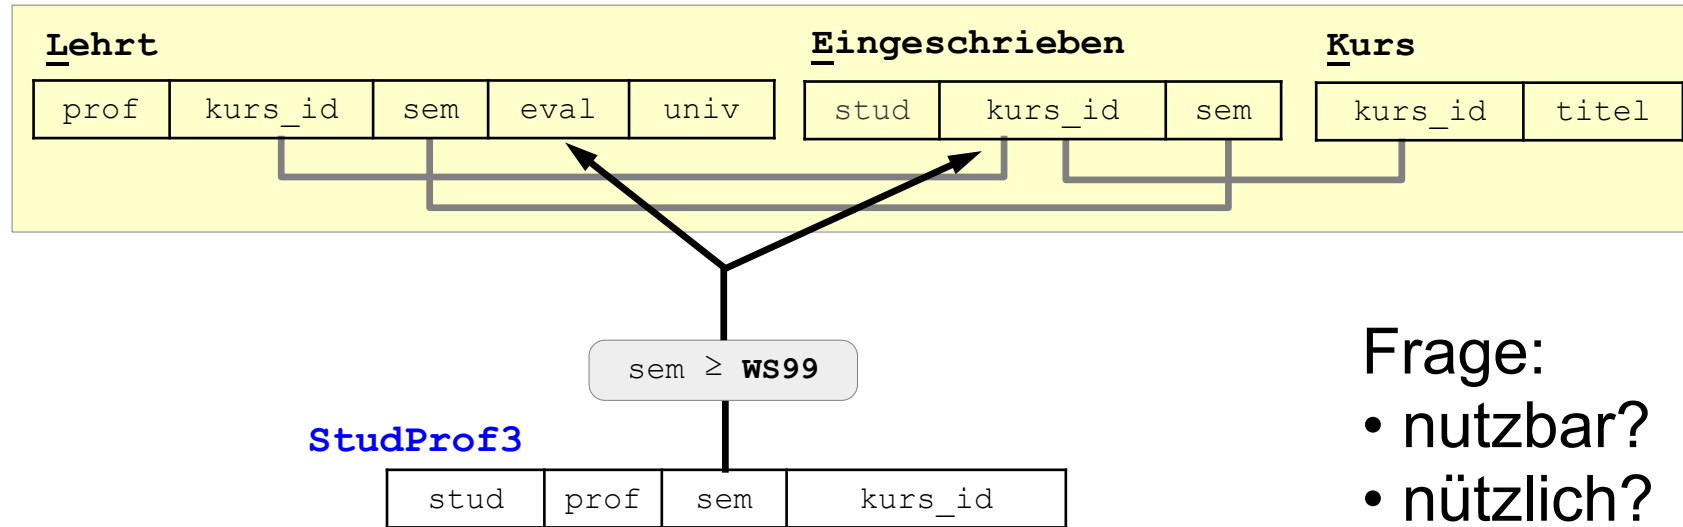 Lehrt Eingeschrieben Kurs
prof kurs_id sem eval univ stud kurs_id sem kurs_id titel
sem ≥ WS99
StudProf3
stud prof sem kurs_id
Frage:
• nutzbar?
• nützlich?